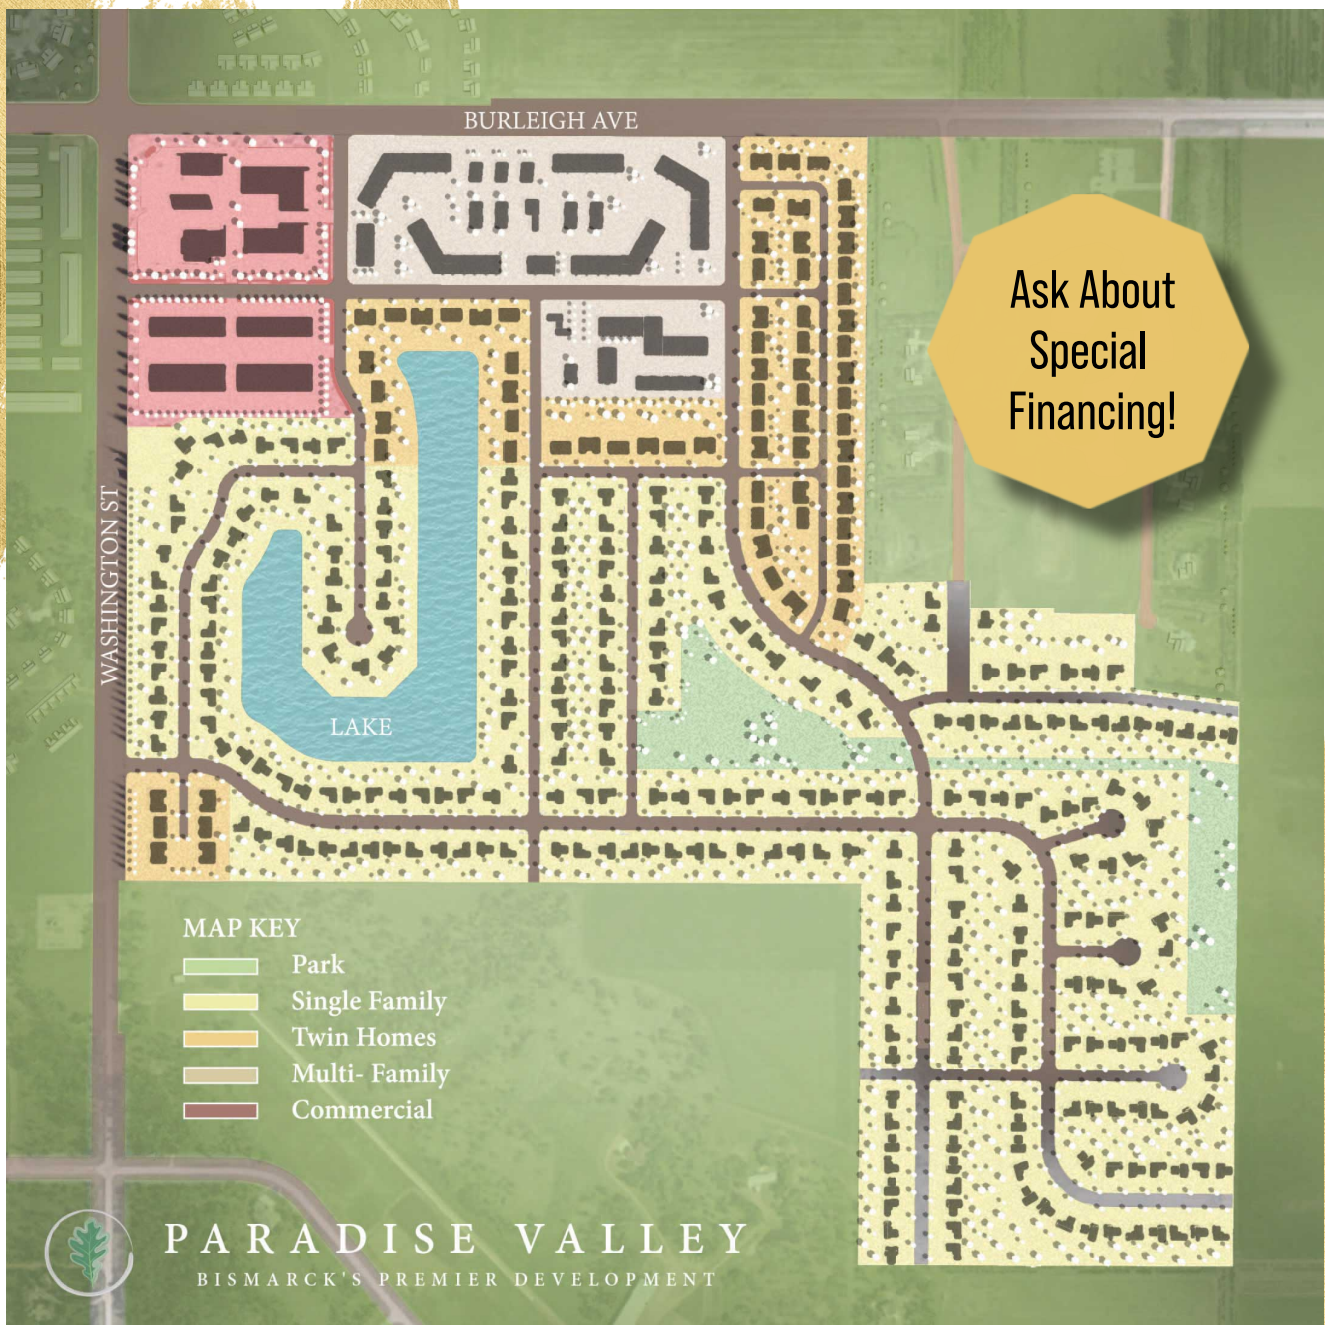 BURLEIGH AVE
Ask About
Special
Financing!
WASHINGTON ST
LAKE
MAP KEY
Park
Single Family
Twin Homes
Multi- Family
Commercial
PARADISE VALLEY
BISMARCK'S PREMIER DEVELOPMENT